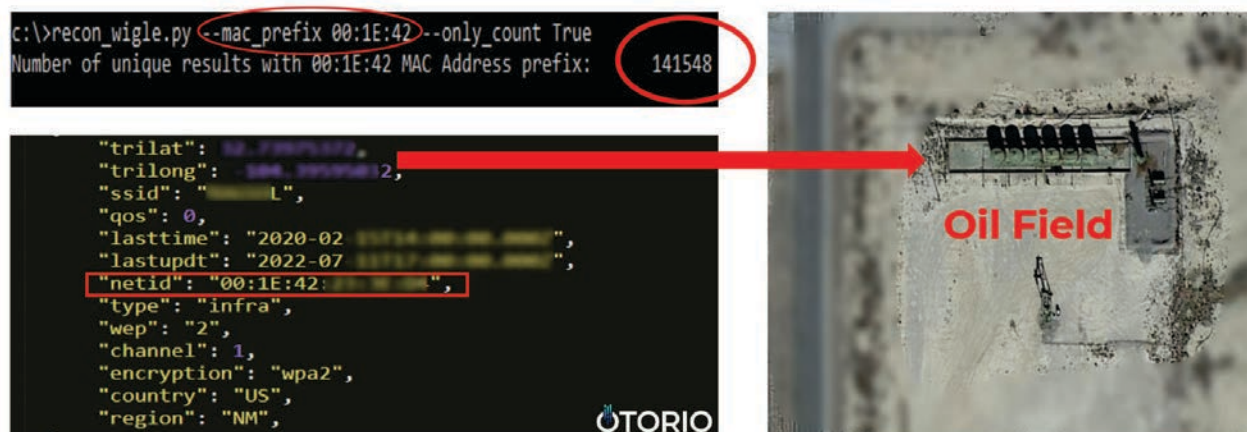 c:\>recon_wigle.py --mac_prefix 00:1E:42 --only_count True
Number of unique results with 00:1E:42 MAC Address prefix: 141548
"trilat":
"trilong":
"ssid": " L",
"qos": 0,
"lasttime": "2020-02 ",
"lastupdt": "2022-07 ",
"netid": "00:1E:42: ",
"type": "infra",
"wep": "2",
"channel": 1,
"encryption": "wpa2",
"country": "US",
"region": "NM",
OTORIO
Oil Field